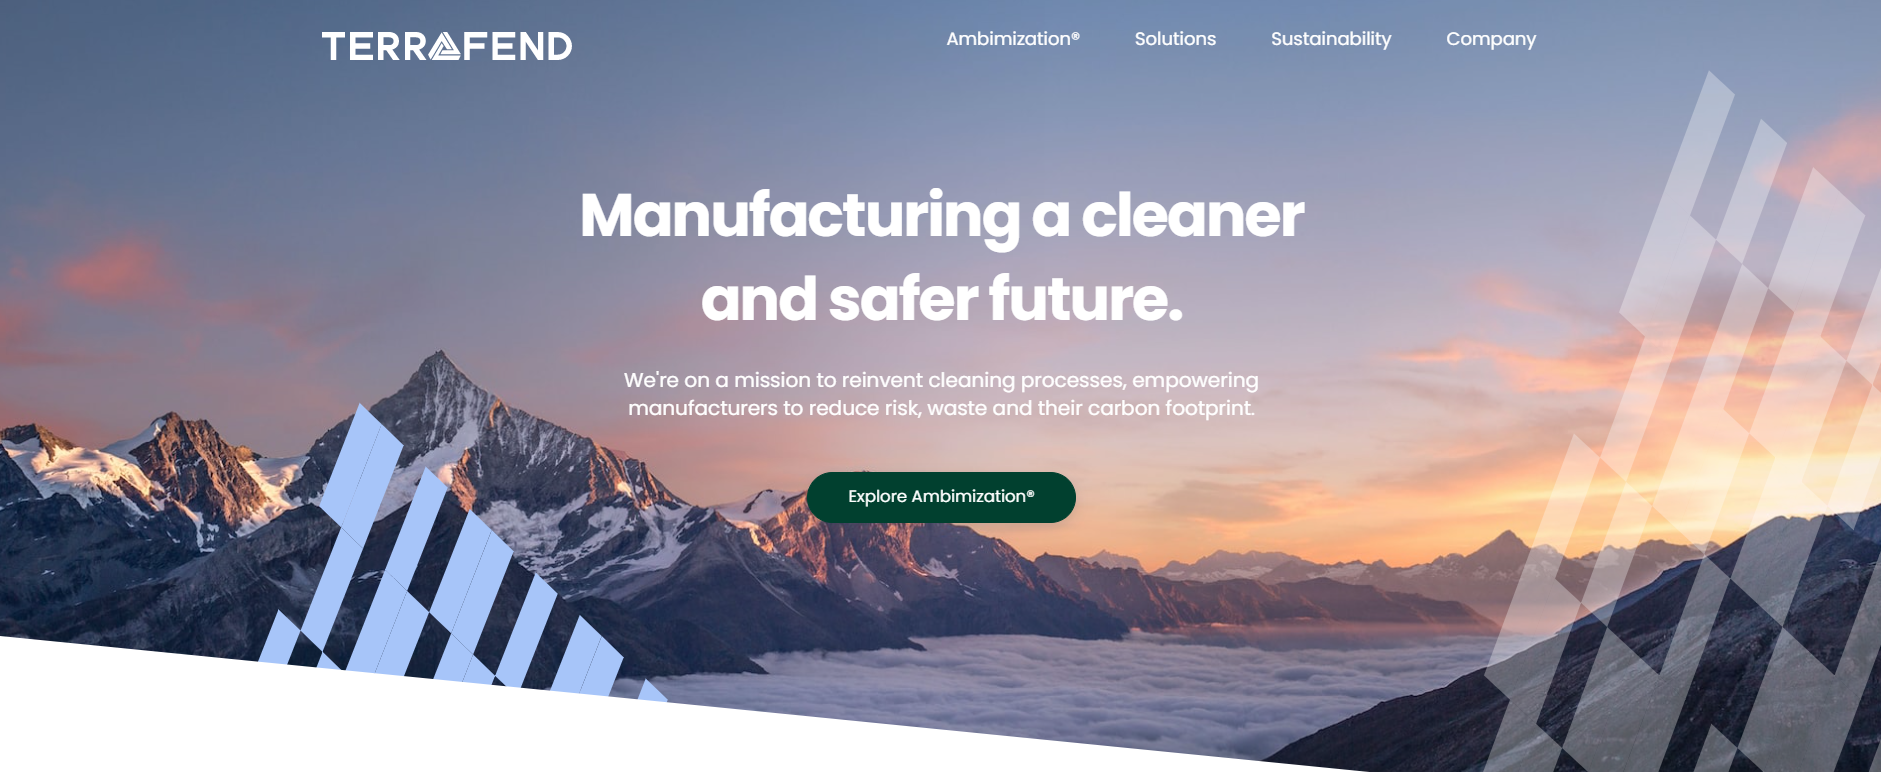 TERRAFEND
Ambimization® Solutions Sustainability Company
Manufacturing a cleaner
and safer future.
We're on a mission to reinvent cleaning processes, empowering
manufacturers to reduce risk, waste and their carbon footprint.
Explore Ambimization®